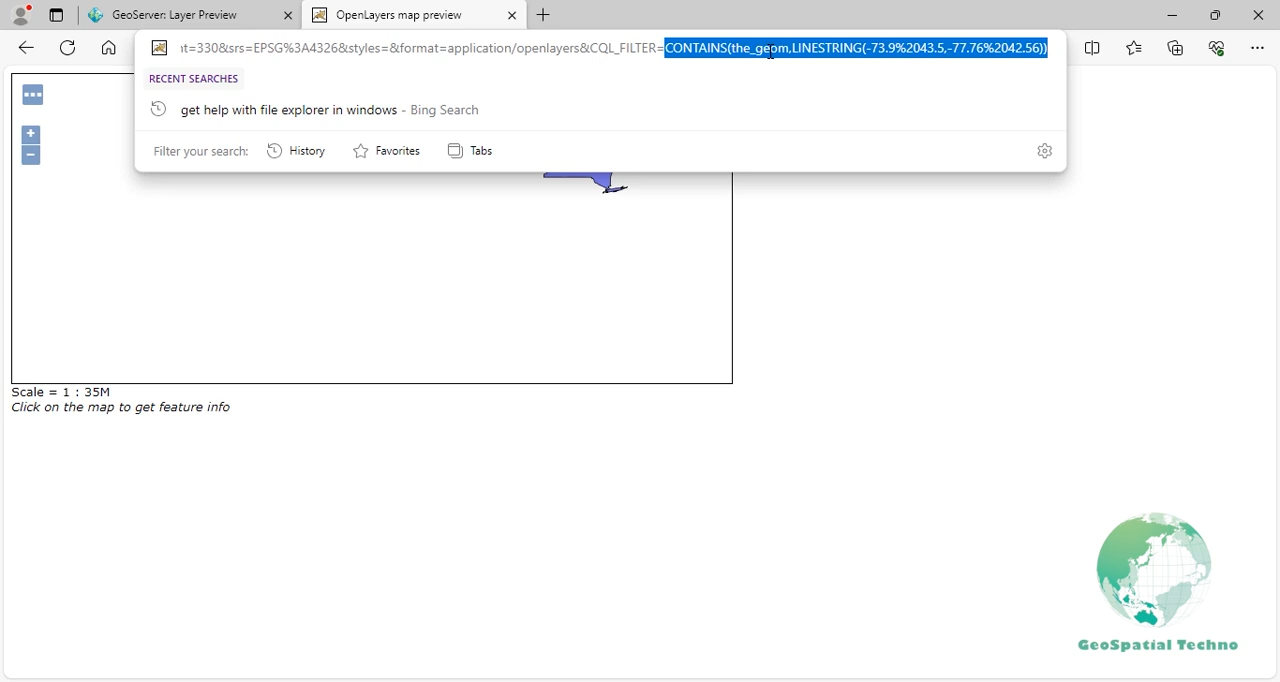 GeoServer: Layer Preview
OpenLayers map preview
ıt=330&srs=EPSG%3A4326&styles=&format=application/openlayers&CQL_FILTER=CONTAINS(the_geom,LINESTRING(-73.9%2043.5,-77.76%2042.56))
RECENT SEARCHES
get help with file explorer in windows - Bing Search
Filter your search: History Favorites Tabs
+
−
Scale = 1 : 35M
Click on the map to get feature info
GeoSpatial Techno